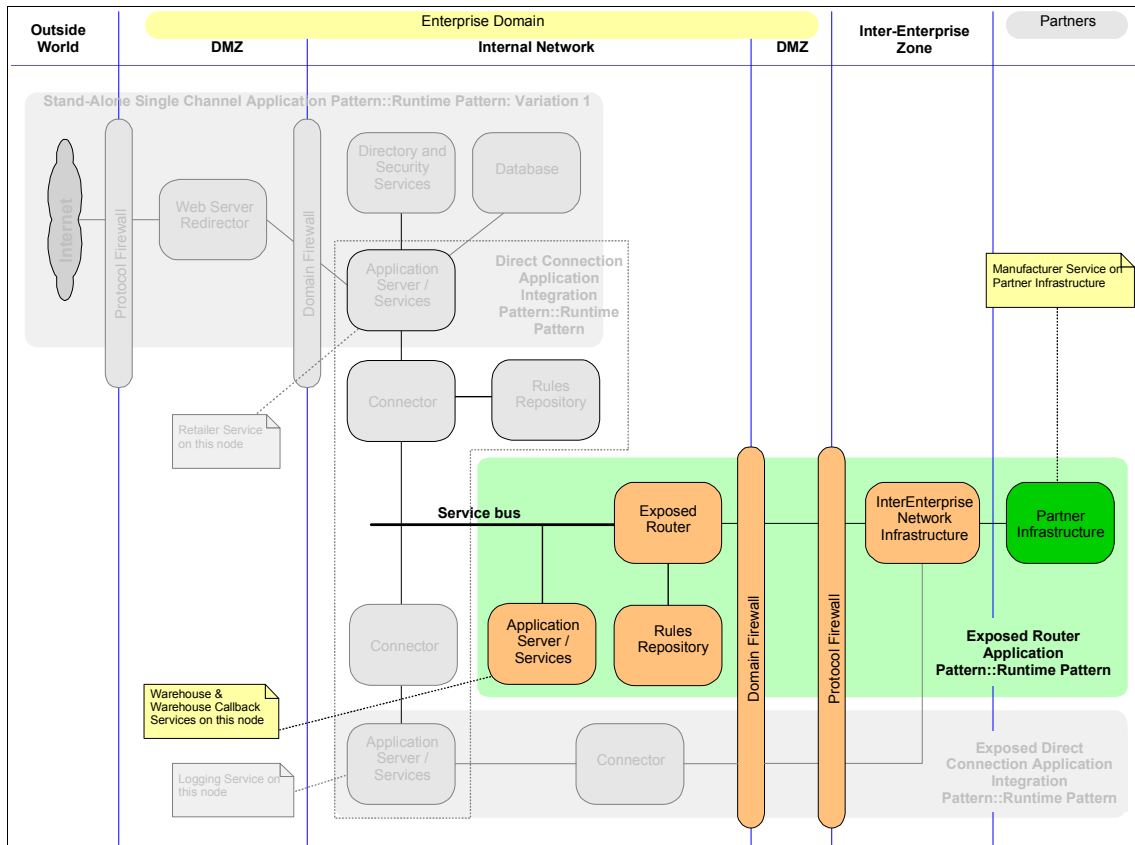 Enterprise Domain
Partners
Outside
World
DMZ
Internal Network
DMZ
Inter-Enterprise
Zone
Stand-Alone Single Channel Application Pattern::Runtime Pattern: Variation 1
Internet
Protocol Firewall
Web Server
Redirector
Domain Firewall
Directory and
Security
Services
Database
Application
Server /
Services
Direct Connection
Application
Integration
Pattern::Runtime
Pattern
Manufacturer Service on
Partner Infrastructure
Connector
Rules
Repository
Retailer Service
on this node
Service bus
Exposed
Router
InterEnterprise
Network
Infrastructure
Partner
Infrastructure
Connector
Application
Server /
Services
Rules
Repository
Domain Firewall
Protocol Firewall
Exposed Router
Application
Pattern::Runtime Pattern
Warehouse &
Warehouse Callback
Services on this node
Application
Server /
Services
Connector
Exposed Direct
Connection Application
Integration
Pattern::Runtime Pattern
Logging Service on
this node